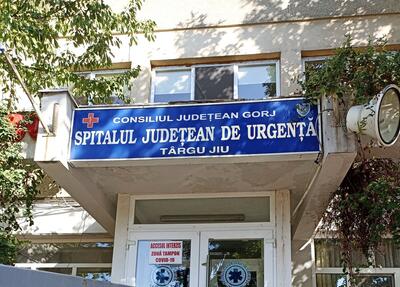 CONSILIUL JUDEȚEAN GORJ
SPITALUL JUDEȚEAN DE URGENȚĂ
TÂRGU JIU
ACCESUL INTERZIS
ZONĂ TAMPON
COVID-19